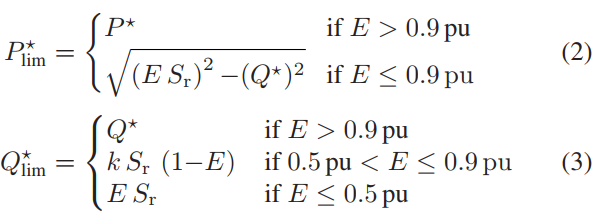 P⋆lim = { P⋆ if E > 0.9 pu
√((E Sr)² −(Q⋆)²) if E ≤ 0.9 pu (2)
Q⋆lim = { Q⋆ if E > 0.9 pu
k Sr (1−E) if 0.5 pu < E ≤ 0.9 pu (3)
E Sr if E ≤ 0.5 pu